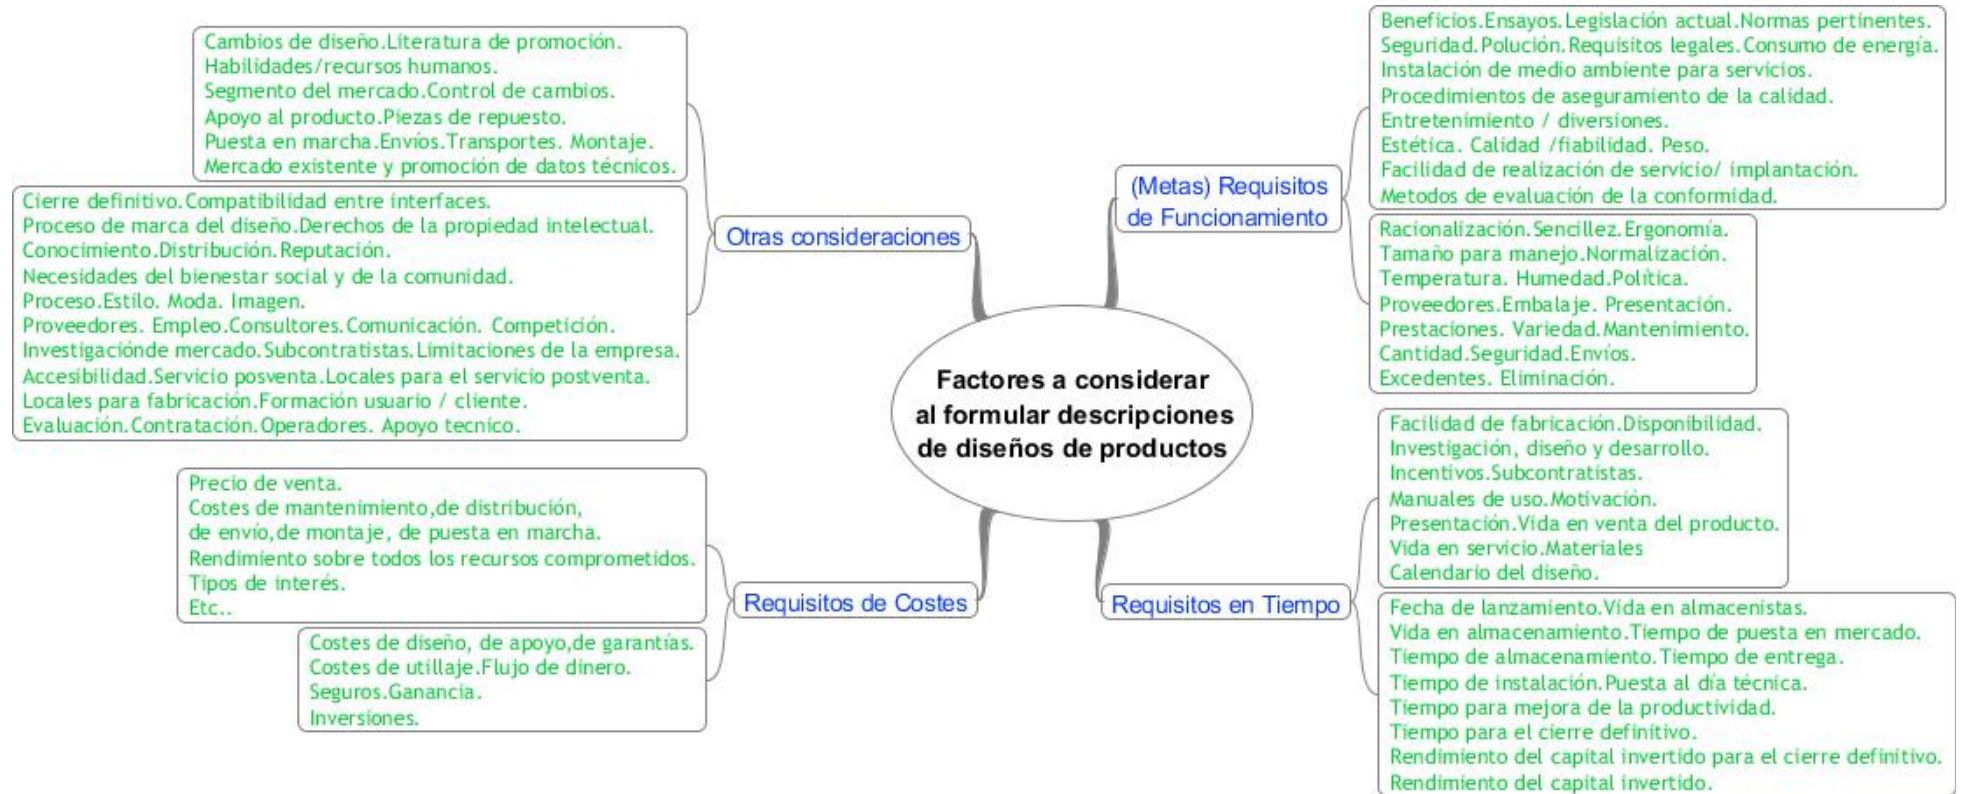 Cambios de diseño.Literatura de promoción.
Habilidades/recursos humanos.
Segmento del mercado.Control de cambios.
Apoyo al producto.Piezas de repuesto.
Puesta en marcha.Envíos.Transportes. Montaje.
Mercado existente y promoción de datos técnicos.
Cierre definitivo.Compatibilidad entre interfaces.
Proceso de marca del diseño.Derechos de la propiedad intelectual.
Conocimiento.Distribución.Reputación.
Necesidades del bienestar social y de la comunidad.
Proceso.Estilo. Moda. Imagen.
Proveedores. Empleo.Consultores.Comunicación. Competición.
Investigaciónde mercado.Subcontratistas.Limitaciones de la empresa.
Accesibilidad.Servicio posventa.Locales para el servicio postventa.
Locales para fabricación.Formación usuario / cliente.
Evaluación.Contratación.Operadores. Apoyo tecnico.
Otras consideraciones
Precio de venta.
Costes de mantenimiento,de distribución,
de envío,de montaje, de puesta en marcha.
Rendimiento sobre todos los recursos comprometidos.
Tipos de interés.
Etc..
Costes de diseño, de apoyo,de garantías.
Costes de utillaje.Flujo de dinero.
Seguros.Ganancia.
Inversiones.
Requisitos de Costes
Factores a considerar
al formular descripciones
de diseños de productos
(Metas) Requisitos
de Funcionamiento
Beneficios.Ensayos.Legislación actual.Normas pertinentes.
Seguridad.Polución.Requisitos legales.Consumo de energía.
Instalación de medio ambiente para servicios.
Procedimientos de aseguramiento de la calidad.
Entretenimiento / diversiones.
Estética. Calidad /fiabilidad. Peso.
Facilidad de realización de servicio/ implantación.
Metodos de evaluación de la conformidad.
Racionalización.Sencillez.Ergonomía.
Tamaño para manejo.Normalización.
Temperatura. Humedad.Política.
Proveedores.Embalaje. Presentación.
Prestaciones. Variedad.Mantenimiento.
Cantidad.Seguridad.Envíos.
Excedentes. Eliminación.
Requisitos en Tiempo
Facilidad de fabricación.Disponibilidad.
Investigación, diseño y desarrollo.
Incentivos.Subcontratistas.
Manuales de uso.Motivación.
Presentación.Vida en venta del producto.
Vida en servicio.Materiales
Calendario del diseño.
Fecha de lanzamiento.Vida en almacenistas.
Vida en almacenamiento.Tiempo de puesta en mercado.
Tiempo de almacenamiento.Tiempo de entrega.
Tiempo de instalación.Puesta al día técnica.
Tiempo para mejora de la productividad.
Tiempo para el cierre definitivo.
Rendimiento del capital invertido para el cierre definitivo.
Rendimiento del capital invertido.